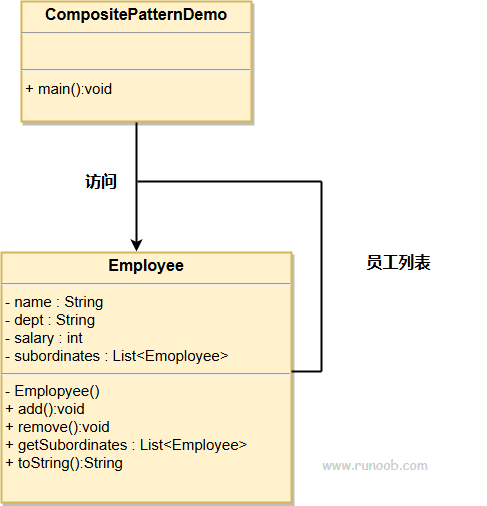 CompositePatternDemo
+ main():void
访问
Employee
员工列表
- name : String
- dept : String
- salary : int
- subordinates : List<Emoployee>
- Emplopyee()
+ add():void
+ remove():void
+ getSubordinates : List<Employee>
+ toString():String
www.runoob.com